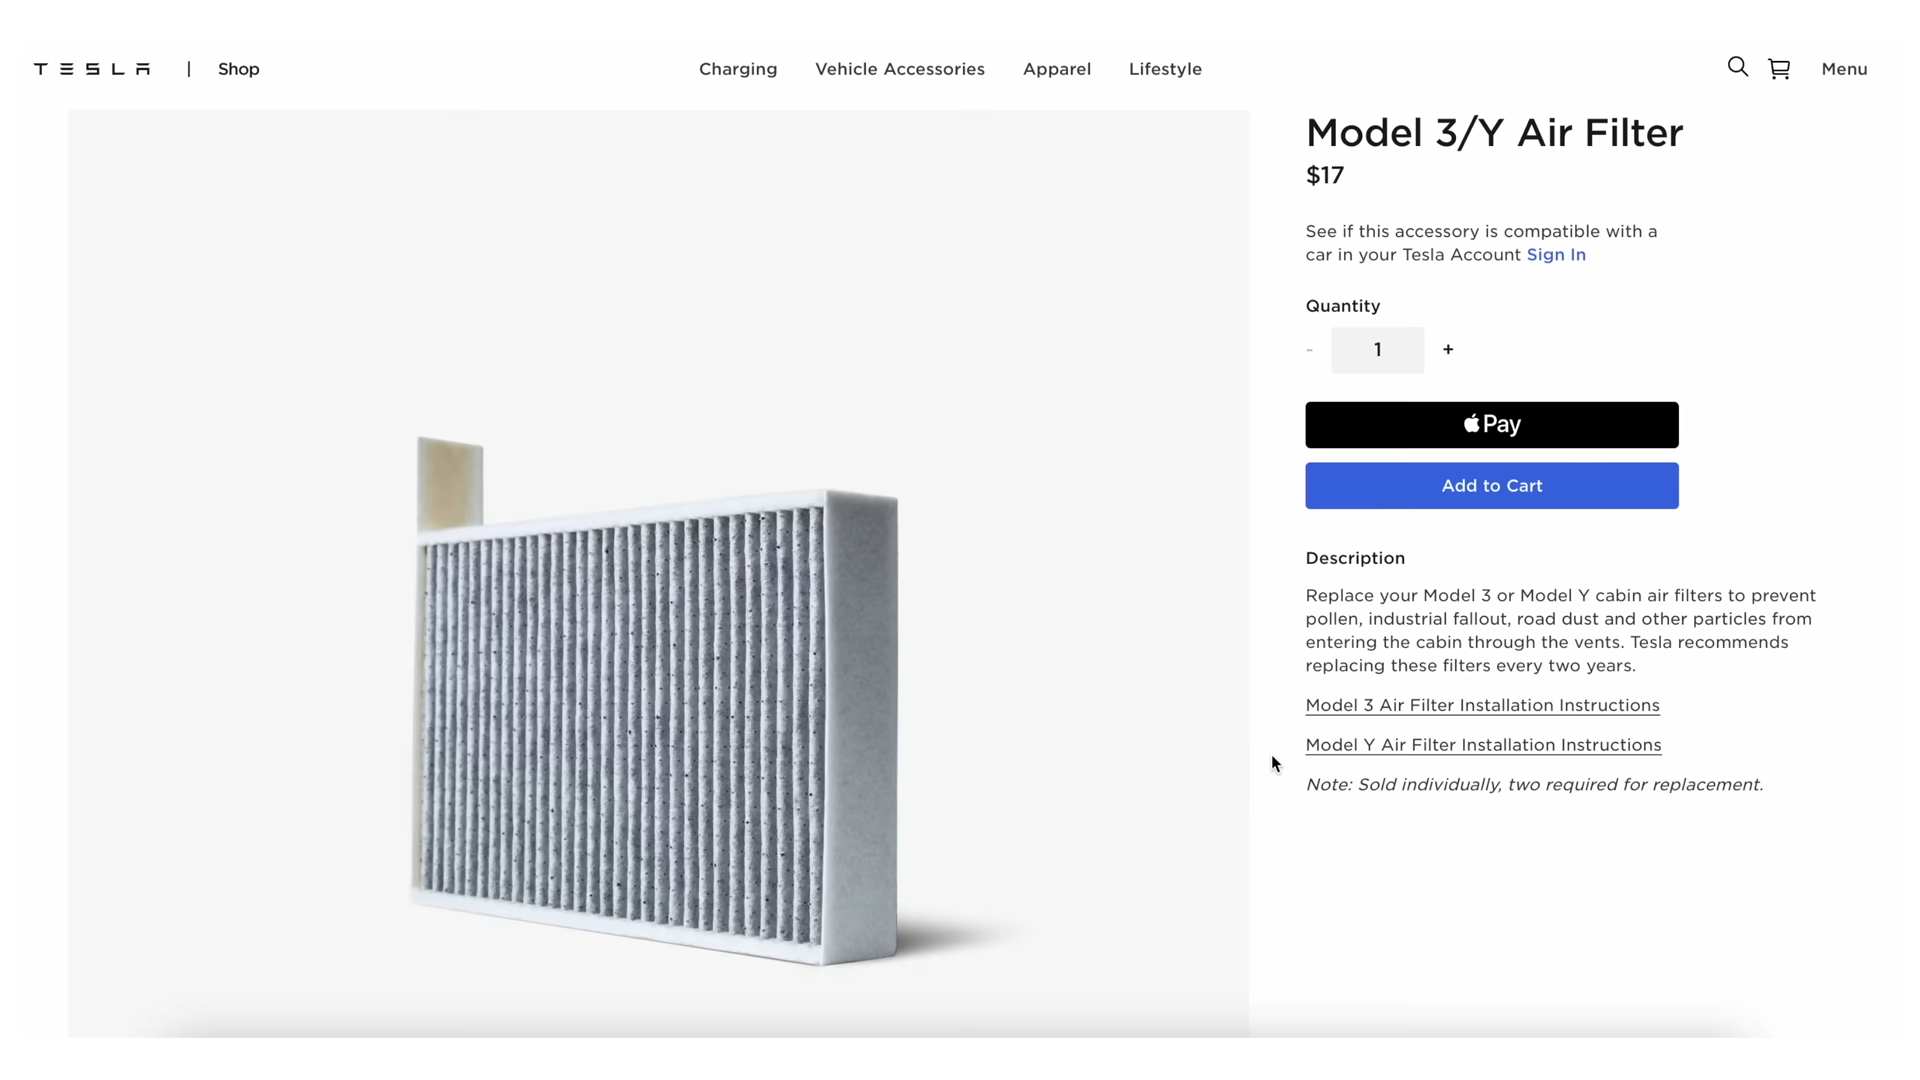 TESLA | Shop
Charging Vehicle Accessories Apparel Lifestyle
Menu
Model 3/Y Air Filter
$17
See if this accessory is compatible with a
car in your Tesla Account Sign In
Quantity
- 1 +
Pay
Add to Cart
Description
Replace your Model 3 or Model Y cabin air filters to prevent
pollen, industrial fallout, road dust and other particles from
entering the cabin through the vents. Tesla recommends
replacing these filters every two years.
Model 3 Air Filter Installation Instructions
Model Y Air Filter Installation Instructions
Note: Sold individually, two required for replacement.